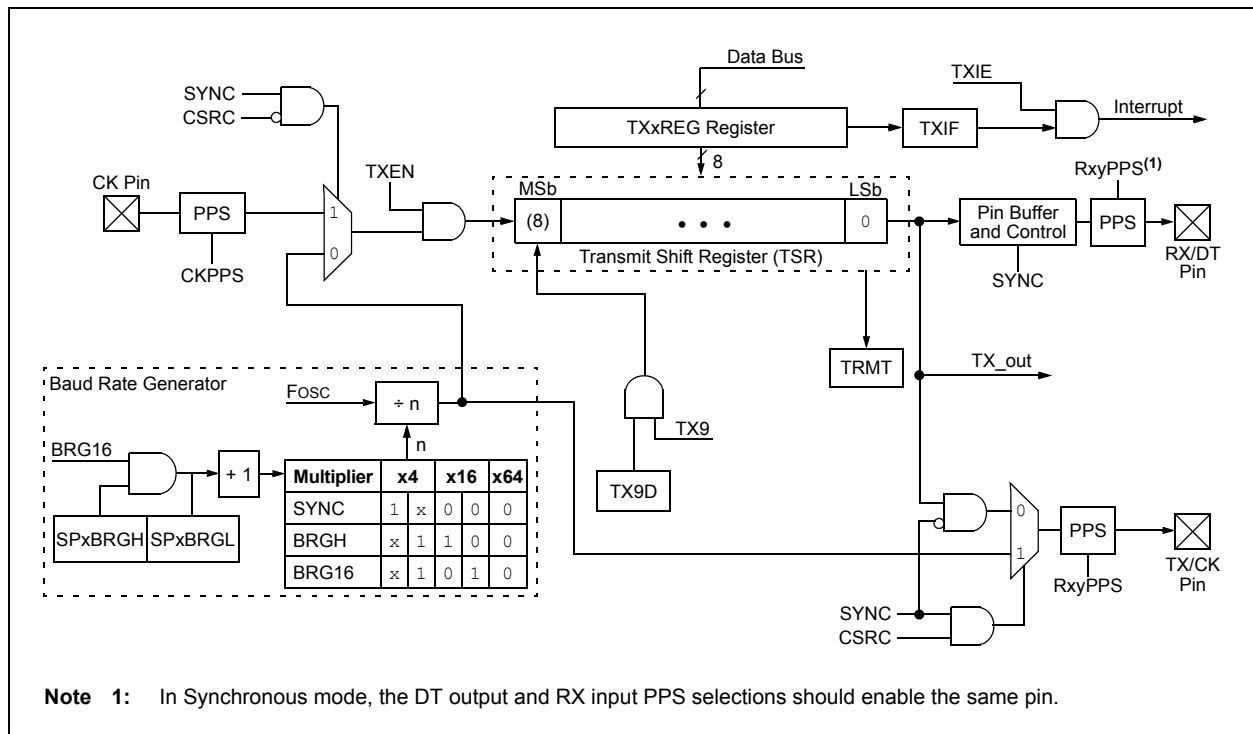 Data Bus
TXIE
SYNC
CSRC
Interrupt
TXxREG Register
TXIF
8
TXEN
RxyPPS(1)
CK Pin
MSb
LSb
PPS
1
(8)
• • •
0
Pin Buffer
and Control
PPS
0
Transmit Shift Register (TSR)
RX/DT
Pin
CKPPS
SYNC
TRMT
TX_out
Baud Rate Generator
FOSC
÷ n
n
TX9
BRG16
+ 1
Multiplier x4 x16 x64
TX9D
SYNC 1 x 0 0 0
0
PPS
SPxBRGH SPxBRGL
BRGH x 1 1 0 0
1
TX/CK
Pin
BRG16 x 1 0 1 0
RxyPPS
SYNC
CSRC
Note 1: In Synchronous mode, the DT output and RX input PPS selections should enable the same pin.